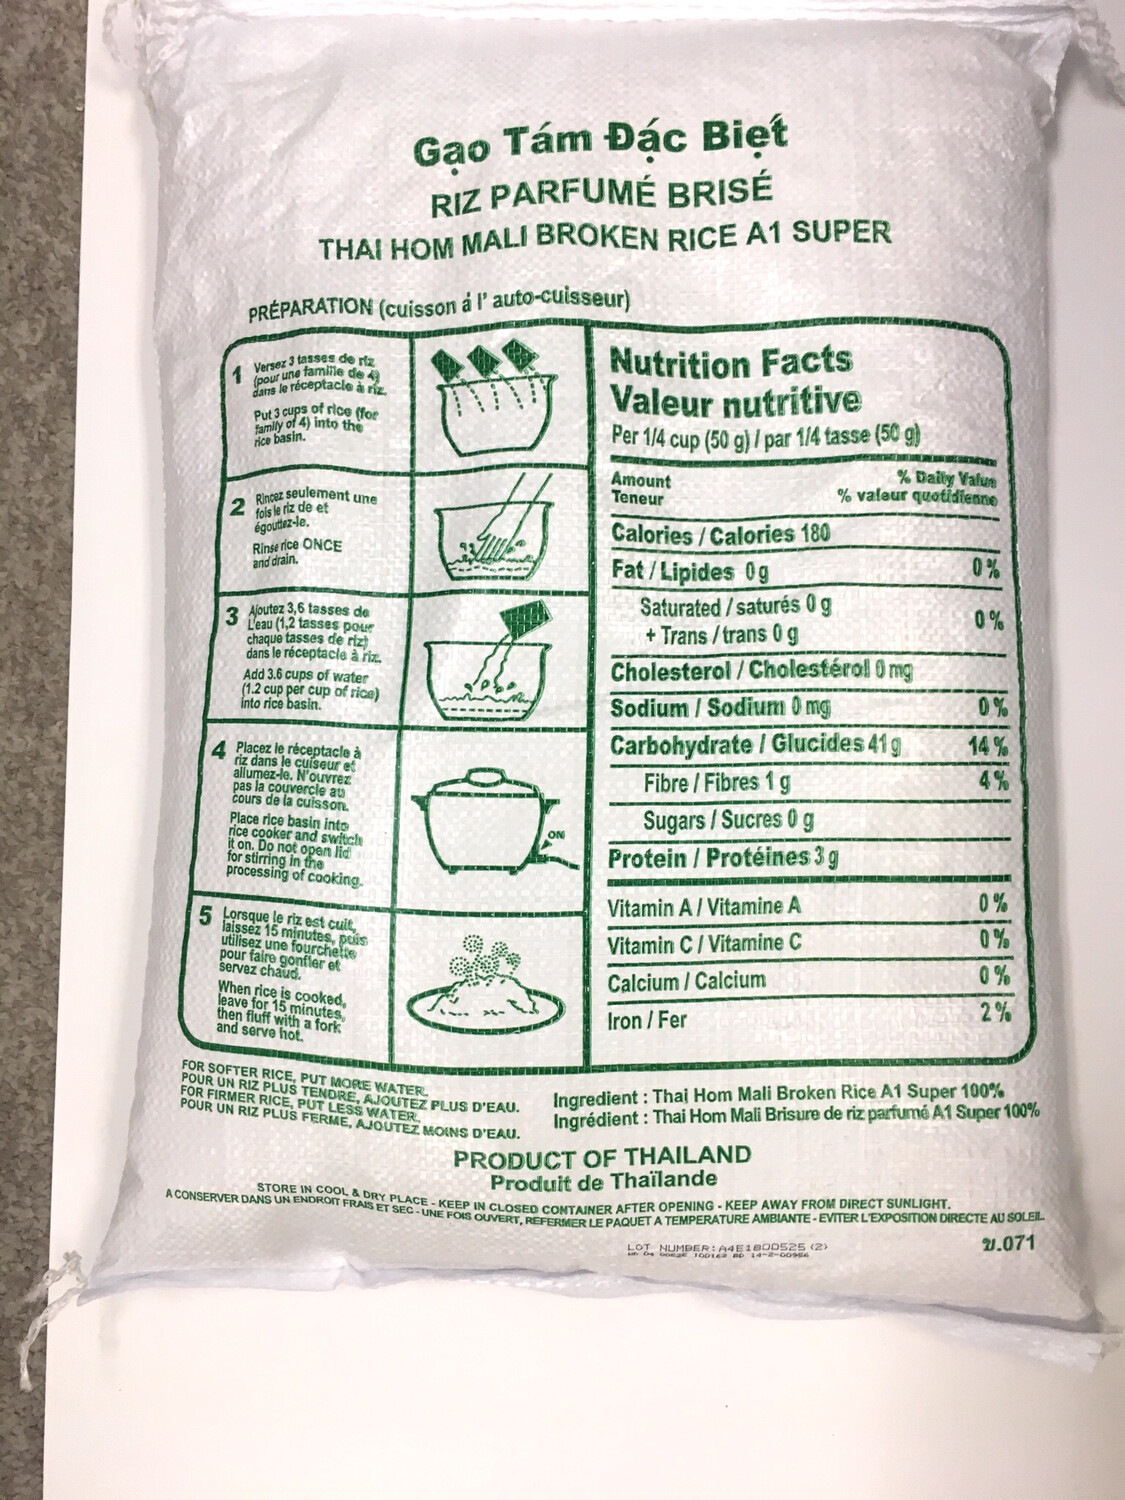 Gạo Tám Đặc Biệt
RIZ PARFUMÉ BRISÉ
THAI HOM MALI BROKEN RICE A1 SUPER
PRÉPARATION (cuisson á l' auto-cuisseur)
1
Versez 3 tasses de riz
(pour une famille de 4)
dans le réceptacle à riz.
Put 3 cups of rice (for
family of 4) into the
rice basin.
2
Rincez seulement une
fois le riz de et
égouttez-le.
Rinse rice ONCE
and drain.
3
Ajoutez 3,6 tasses de
L'eau (1,2 tasses pour
chaque tasses de riz)
dans le réceptacle à riz.
Add 3.6 cups of water
(1.2 cup per cup of rice)
into rice basin.
4
Placez le réceptacle à
riz dans le cuiseur et
allumez-le. N'ouvrez
pas la couvercle au
cours de la cuisson.
Place rice basin into
rice cooker and switch
it on. Do not open lid
for stirring in the
processing of cooking.
ON
5
Lorsque le riz est cuit,
laissez 15 minutes, puis
utilisez une fourchette
pour faire gonfler et
servez chaud.
When rice is cooked,
leave for 15 minutes,
then fluff with a fork
and serve hot.
Nutrition Facts
Valeur nutritive
Per 1/4 cup (50 g) / par 1/4 tasse (50 g)
Amount % Daily Value
Teneur % valeur quotidienne
Calories / Calories 180
Fat / Lipides 0 g 0 %
Saturated / saturés 0 g
+ Trans / trans 0 g 0 %
Cholesterol / Cholestérol 0 mg
Sodium / Sodium 0 mg 0 %
Carbohydrate / Glucides 41 g 14 %
Fibre / Fibres 1 g 4 %
Sugars / Sucres 0 g
Protein / Protéines 3 g
Vitamin A / Vitamine A 0 %
Vitamin C / Vitamine C 0 %
Calcium / Calcium 0 %
Iron / Fer 2 %
FOR SOFTER RICE, PUT MORE WATER.
POUR UN RIZ PLUS TENDRE, AJOUTEZ PLUS D'EAU.
FOR FIRMER RICE, PUT LESS WATER.
POUR UN RIZ PLUS FERME, AJOUTEZ MOINS D'EAU.
Ingredient : Thai Hom Mali Broken Rice A1 Super 100%
Ingrédient : Thai Hom Mali Brisure de riz parfumé A1 Super 100%
PRODUCT OF THAILAND
Produit de Thaïlande
STORE IN COOL & DRY PLACE - KEEP IN CLOSED CONTAINER AFTER OPENING - KEEP AWAY FROM DIRECT SUNLIGHT.
A CONSERVER DANS UN ENDROIT FRAIS ET SEC - UNE FOIS OUVERT, REFERMER LE PAQUET A TEMPERATURE AMBIANTE - EVITER L'EXPOSITION DIRECTE AU SOLEIL.
LOT NUMBER: A4E1800525 (2)
ข.071